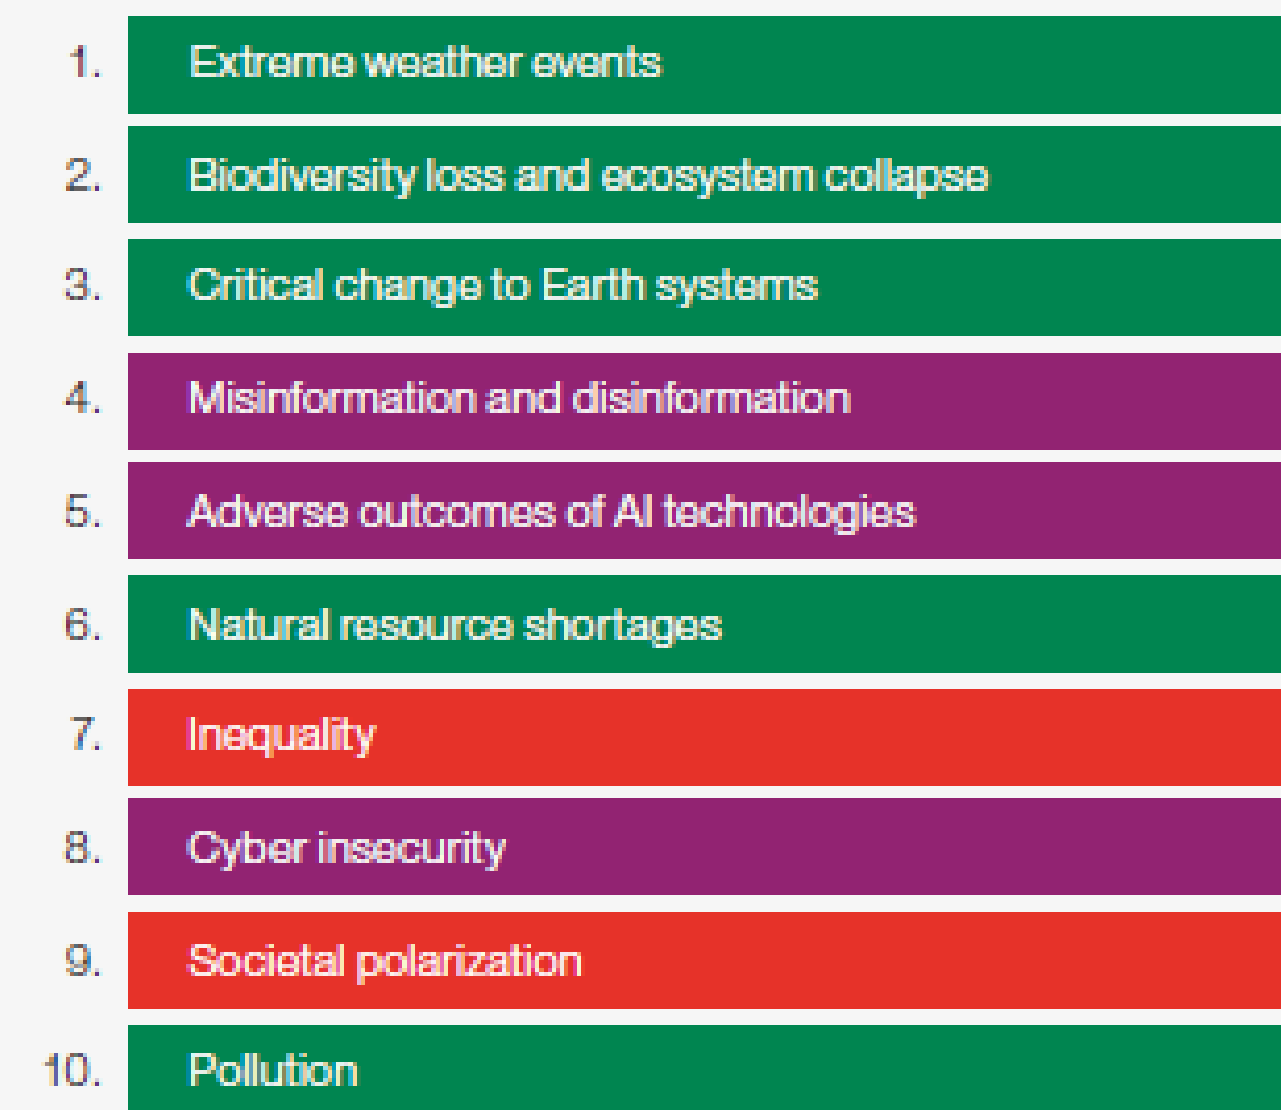 1. Extreme weather events
2. Biodiversity loss and ecosystem collapse
3. Critical change to Earth systems
4. Misinformation and disinformation
5. Adverse outcomes of AI technologies
6. Natural resource shortages
7. Inequality
8. Cyber insecurity
9. Societal polarization
10. Pollution